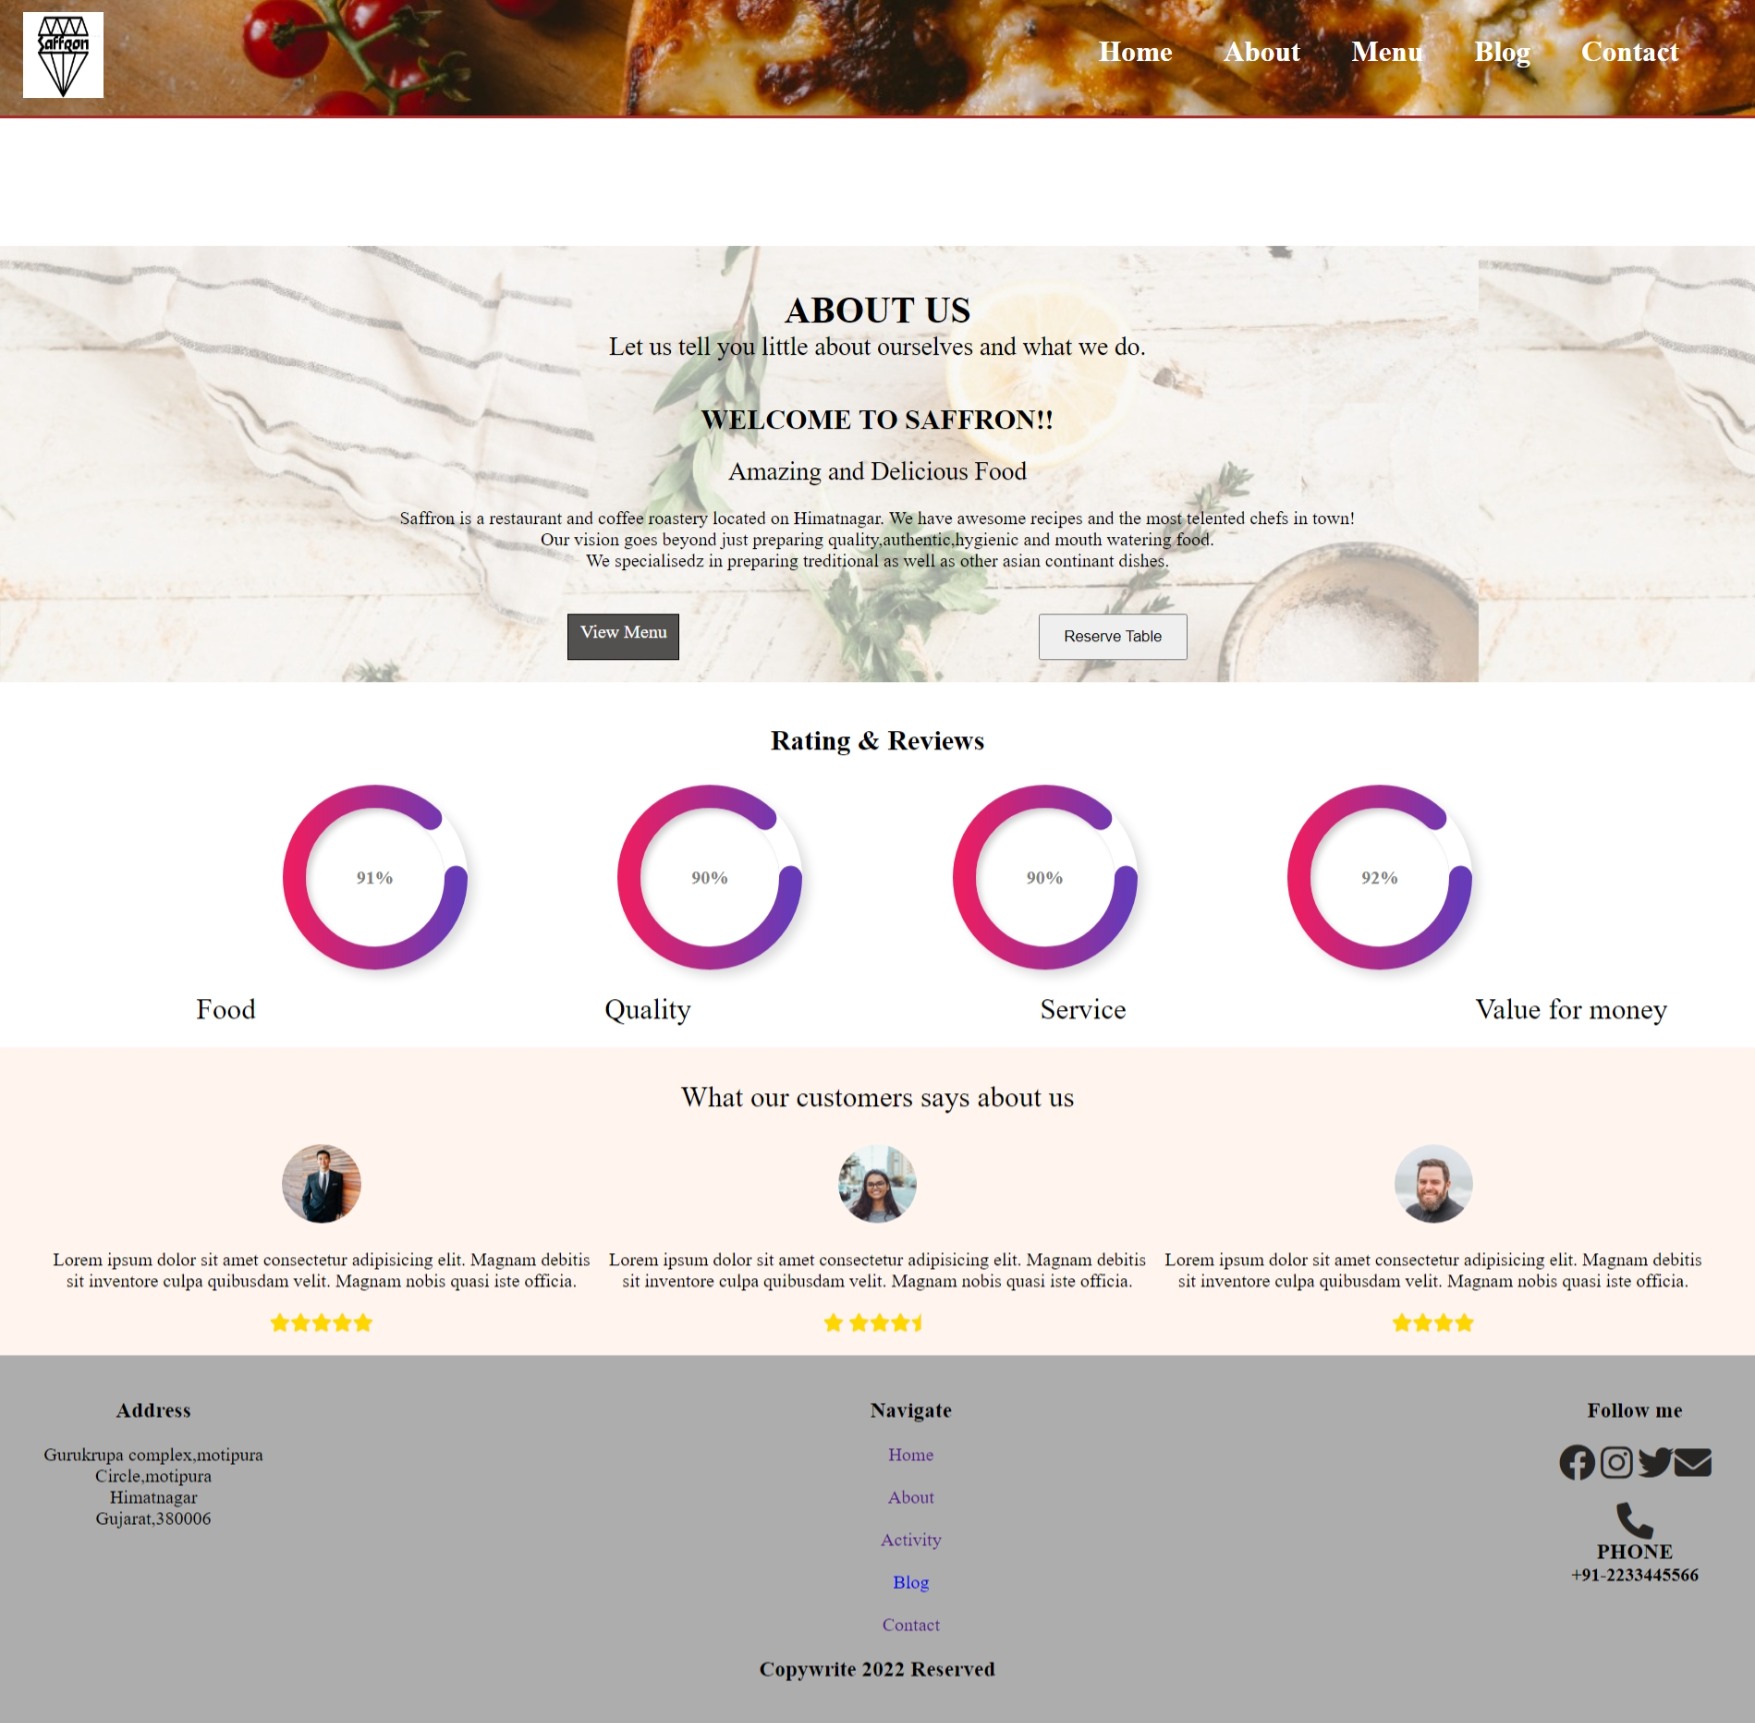 Saffron
Home About Menu Blog Contact
ABOUT US
Let us tell you little about ourselves and what we do.
WELCOME TO SAFFRON!!
Amazing and Delicious Food
Saffron is a restaurant and coffee roastery located on Himatnagar. We have awesome recipes and the most telented chefs in town!
Our vision goes beyond just preparing quality,authentic,hygienic and mouth watering food.
We specialisedz in preparing treditional as well as other asian continant dishes.
View Menu Reserve Table
Rating & Reviews
91% 90% 90% 92%
Food Quality Service Value for money
What our customers says about us
Lorem ipsum dolor sit amet consectetur adipisicing elit. Magnam debitis
sit inventore culpa quibusdam velit. Magnam nobis quasi iste officia.
Lorem ipsum dolor sit amet consectetur adipisicing elit. Magnam debitis
sit inventore culpa quibusdam velit. Magnam nobis quasi iste officia.
Lorem ipsum dolor sit amet consectetur adipisicing elit. Magnam debitis
sit inventore culpa quibusdam velit. Magnam nobis quasi iste officia.
Address
Gurukrupa complex,motipura
Circle,motipura
Himatnagar
Gujarat,380006
Navigate
Home
About
Activity
Blog
Contact
Follow me
PHONE
+91-2233445566
Copywrite 2022 Reserved